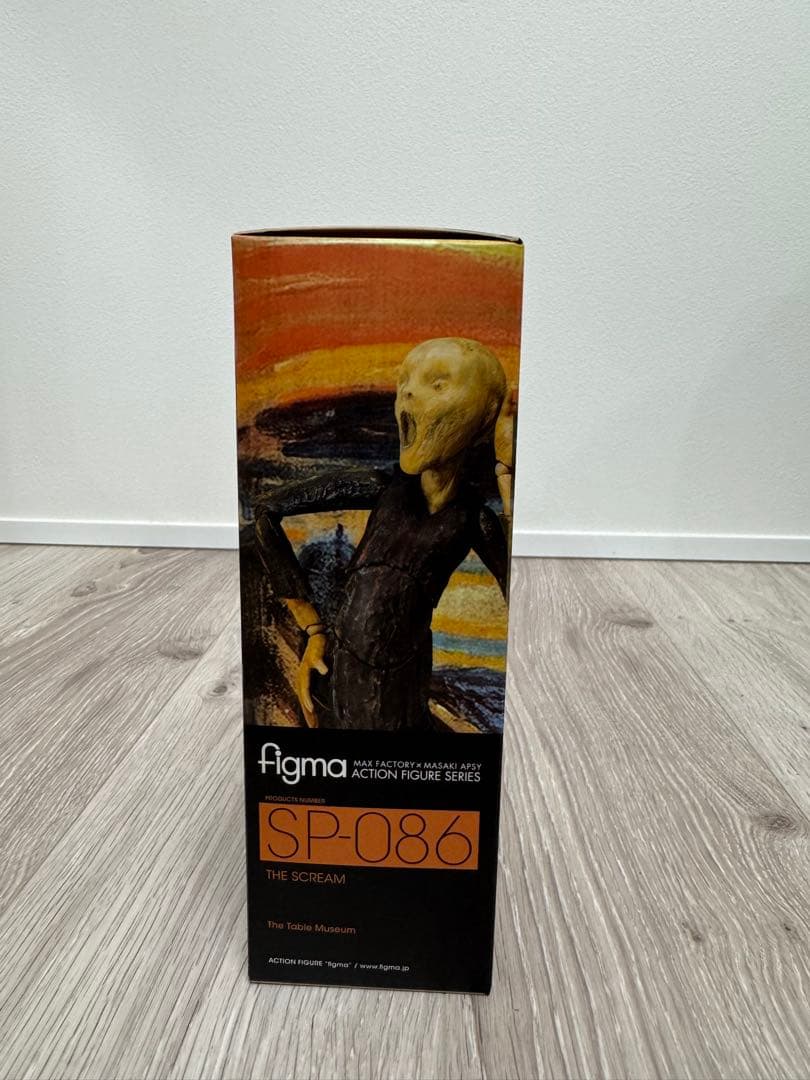 figma
MAX FACTORY × MASAKI APSY
ACTION FIGURE SERIES
PRODUCTS NUMBER
SP-086
THE SCREAM
The Table Museum
ACTION FIGURE "figma" / www.figma.jp